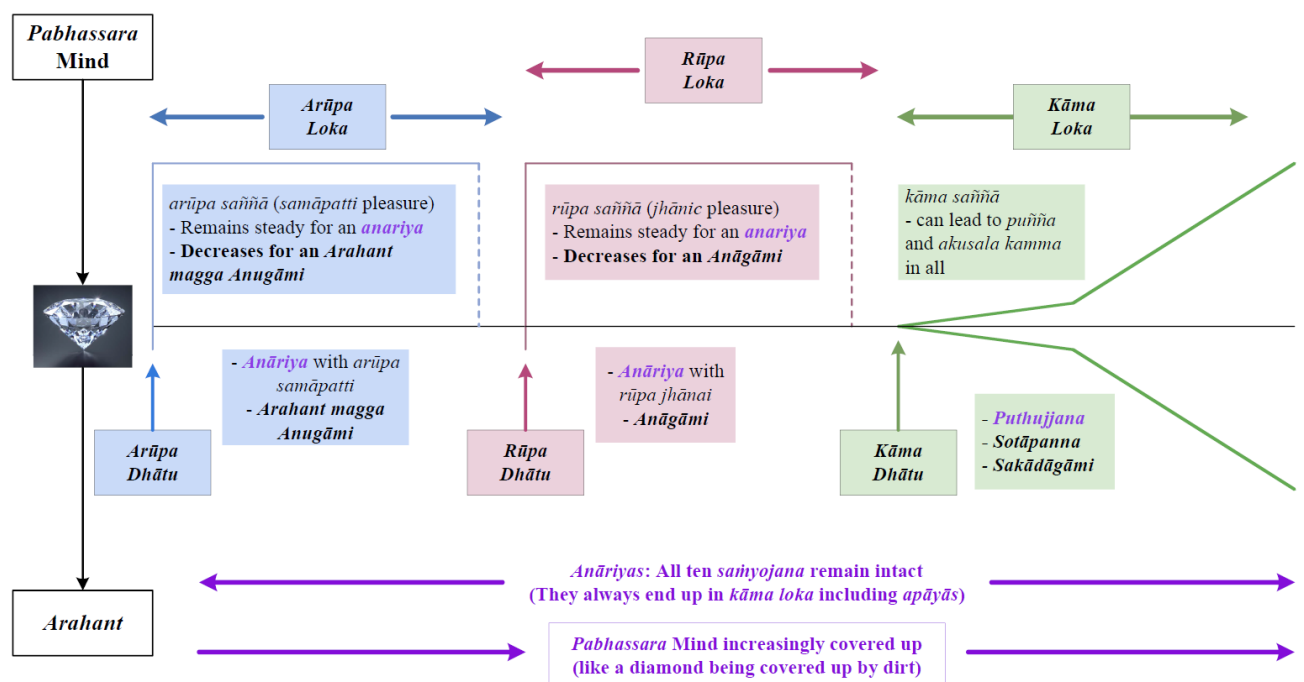 Pabhassara
Mind
Rūpa
Loka
Arūpa
Loka
Kāma
Loka
arūpa saññā (samāpatti pleasure)
- Remains steady for an anariya
- Decreases for an Arahant
magga Anugāmi
rūpa saññā (jhānic pleasure)
- Remains steady for an anariya
- Decreases for an Anāgāmi
kāma saññā
- can lead to puñña
and akusala kamma
in all
- Anāriya with arūpa
samāpatti
- Arahant magga
Anugāmi
- Anāriya with
rūpa jhānai
- Anāgāmi
- Puthujjana
- Sotāpanna
- Sakādāgāmi
Arūpa
Dhātu
Rūpa
Dhātu
Kāma
Dhātu
Anāriyas: All ten saṁyojana remain intact
(They always end up in kāma loka including apāyās)
Arahant
Pabhassara Mind increasingly covered up
(like a diamond being covered up by dirt)